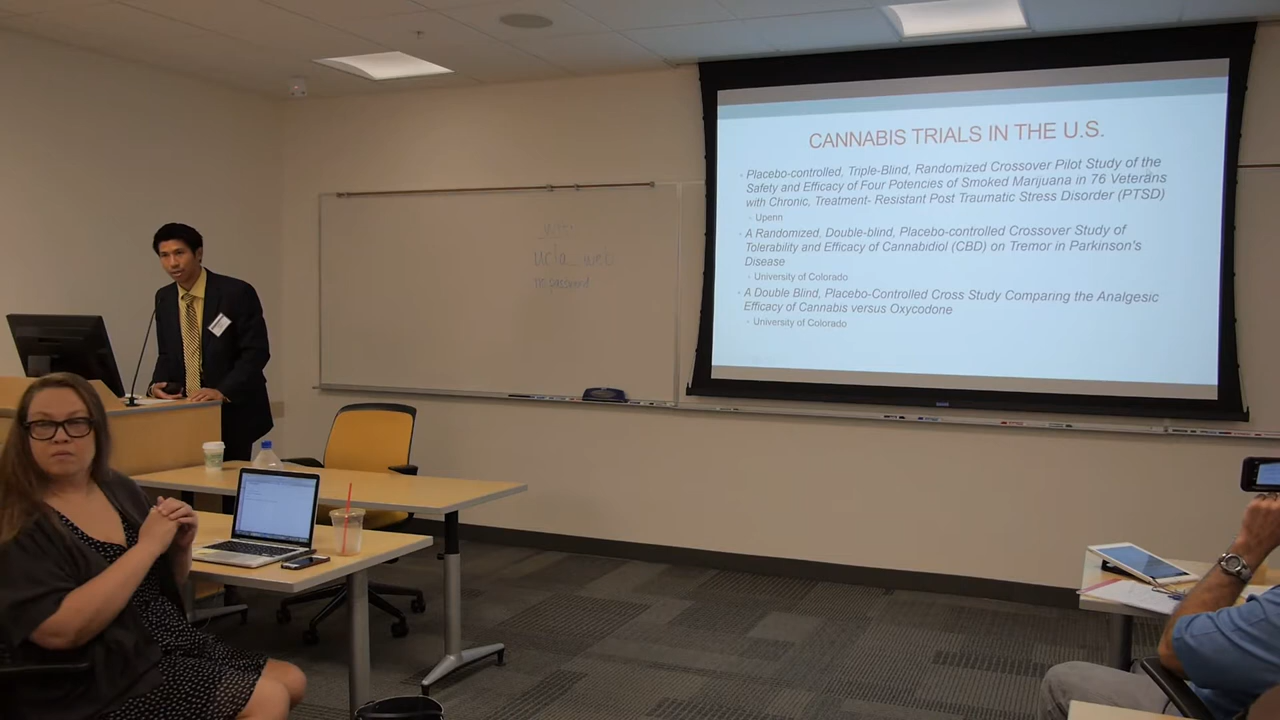 CANNABIS TRIALS IN THE U.S.
Placebo-controlled, Triple-Blind, Randomized Crossover Pilot Study of the
Safety and Efficacy of Four Potencies of Smoked Marijuana in 76 Veterans
with Chronic, Treatment- Resistant Post Traumatic Stress Disorder (PTSD)
Upenn
A Randomized, Double-blind, Placebo-controlled Crossover Study of
Tolerability and Efficacy of Cannabidiol (CBD) on Tremor in Parkinson's
Disease
University of Colorado
A Double Blind, Placebo-Controlled Cross Study Comparing the Analgesic
Efficacy of Cannabis versus Oxycodone
University of Colorado
ucla_web
no password